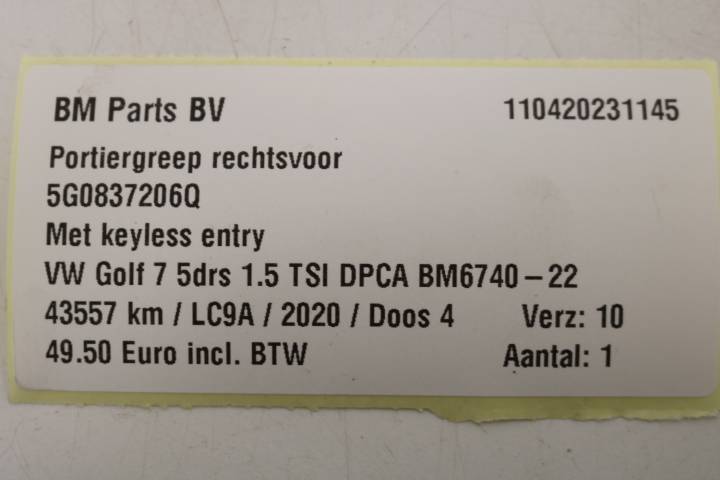 BM Parts BV 110420231145
Portiergreep rechtsvoor
5G0837206Q
Met keyless entry
VW Golf 7 5drs 1.5 TSI DPCA BM6740-22
43557 km / LC9A / 2020 / Doos 4 Verz: 10
49.50 Euro incl. BTW Aantal: 1